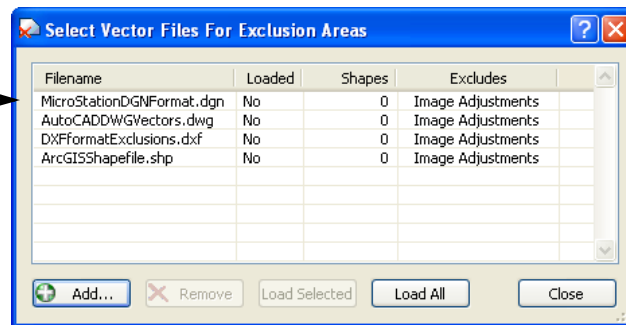 Select Vector Files For Exclusion Areas
Filename Loaded Shapes Excludes
MicroStationDGNFormat.dgn No 0 Image Adjustments
AutoCADDWGVectors.dwg No 0 Image Adjustments
DXFformatExclusions.dxf No 0 Image Adjustments
ArcGISShapefile.shp No 0 Image Adjustments
Add... Remove Load Selected Load All Close